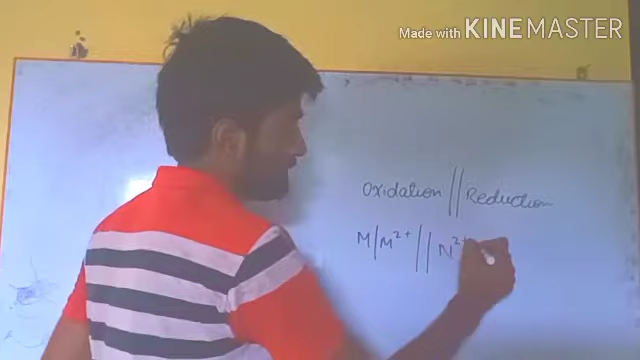 Made with KINEMASTER
Oxidation // Reduction
M/M²⁺ // N²⁺